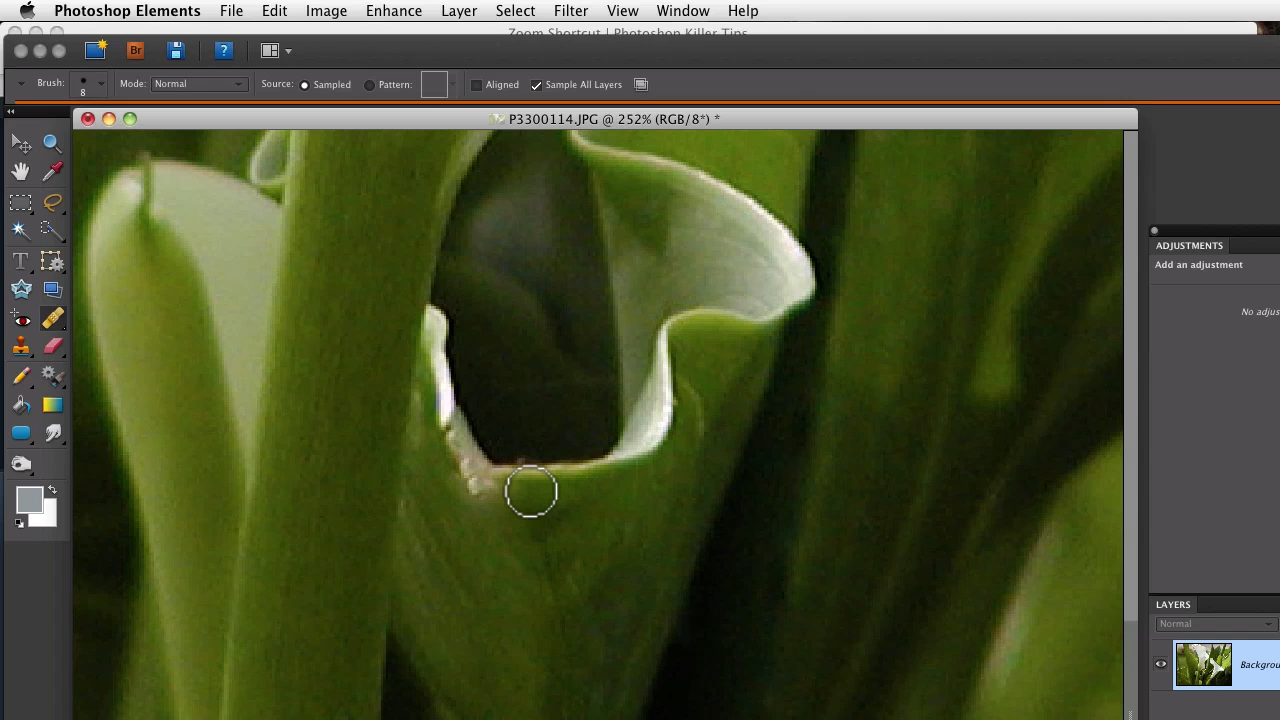 Photoshop Elements File Edit Image Enhance Layer Select Filter View Window Help
Zoom Shortcut | Photoshop Killer Tips
Br ?
Brush: 8 Mode: Normal Source: Sampled Pattern: Aligned Sample All Layers
P3300114.JPG @ 252% (RGB/8*) *
ADJUSTMENTS
Add an adjustment
No adjus
T
LAYERS
Normal
Backgrou